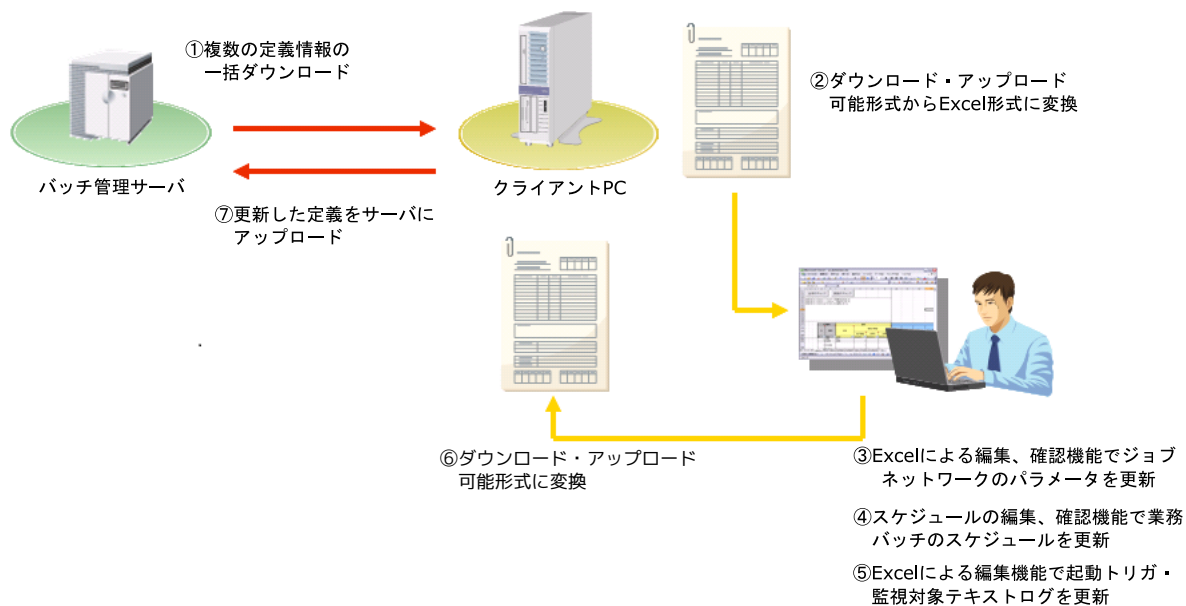 ①複数の定義情報の
一括ダウンロード
バッチ管理サーバ
クライアントPC
②ダウンロード・アップロード
可能形式からExcel形式に変換
⑦更新した定義をサーバに
アップロード
⑥ダウンロード・アップロード
可能形式に変換
③Excelによる編集、確認機能でジョブ
ネットワークのパラメータを更新
④スケジュールの編集、確認機能で業務
バッチのスケジュールを更新
⑤Excelによる編集機能で起動トリガ・
監視対象テキストログを更新